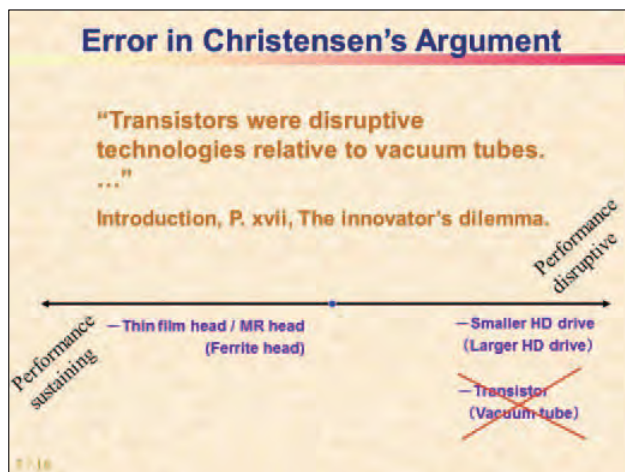 Error in Christensen's Argument
“Transistors were disruptive
technologies relative to vacuum tubes.
…”
Introduction, P. xvii, The innovator's dilemma.
Performance
disruptive
Performance
sustaining
—Thin film head / MR head
(Ferrite head)
—Smaller HD drive
(Larger HD drive)
—Transistor
(Vacuum tube)